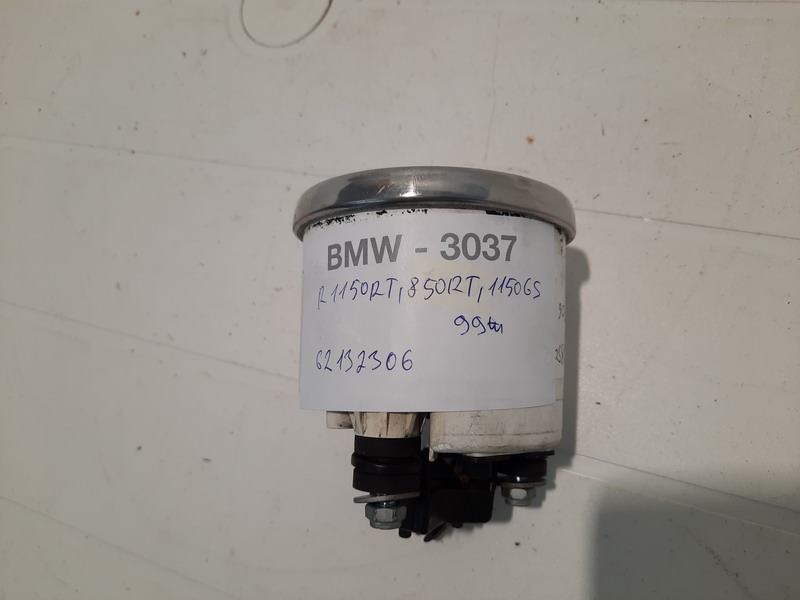 BMW - 3037
R1150RT, 850RT, 1150GS
99tu
62132306